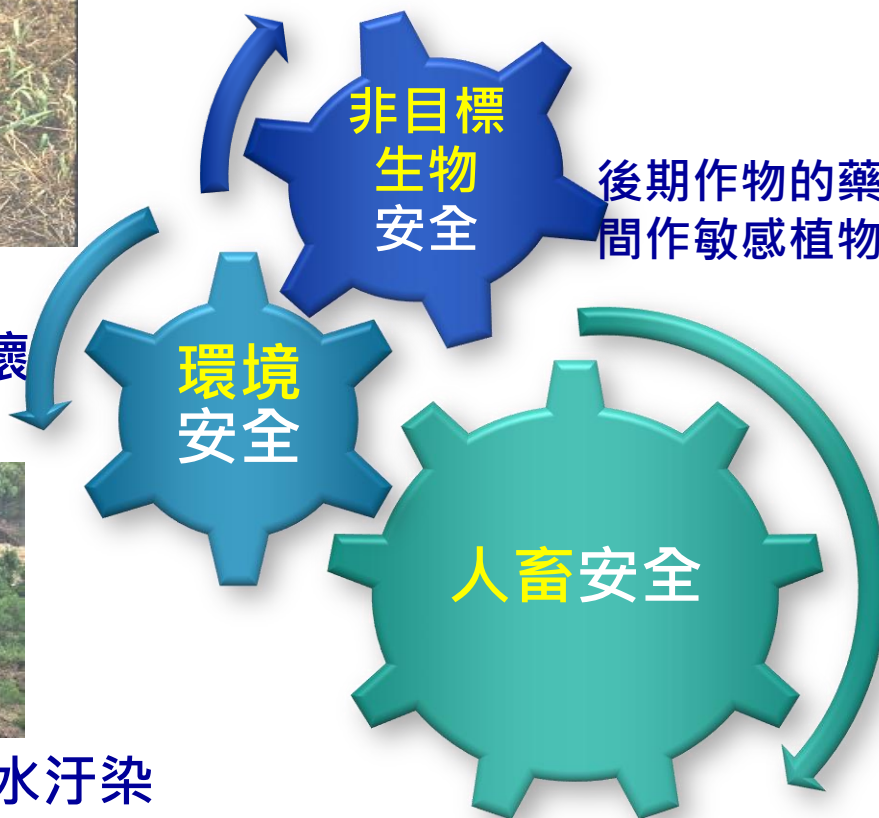 非目標
生物
安全
後期作物的藥
間作敏感植物
壞
環境
安全
人畜安全
水汙染